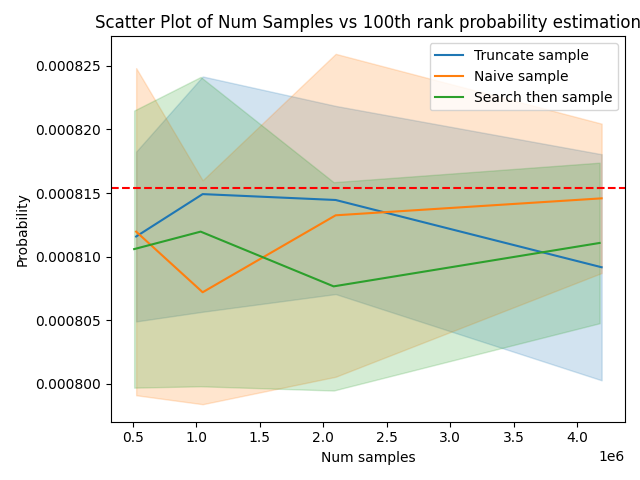 Scatter Plot of Num Samples vs 100th rank probability estimation
Truncate sample
Naive sample
Search then sample
Probability
0.000825
0.000820
0.000815
0.000810
0.000805
0.000800
0.5 1.0 1.5 2.0 2.5 3.0 3.5 4.0
1e6
Num samples